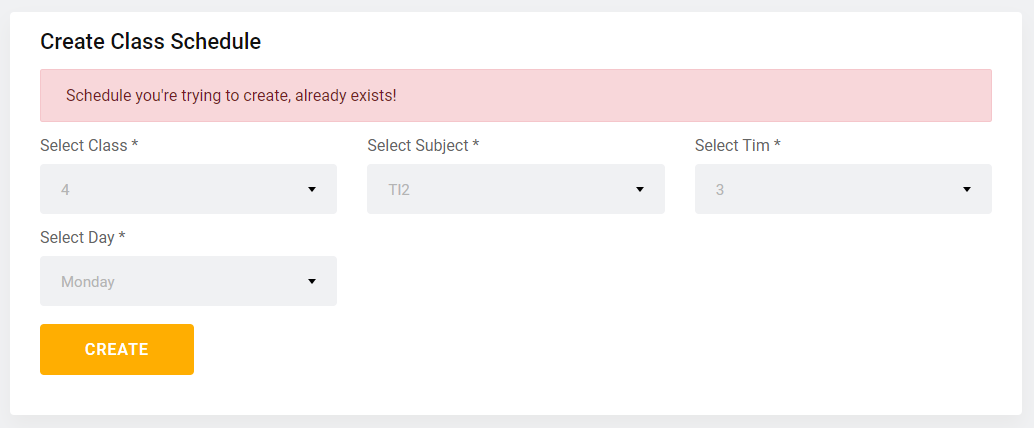 Create Class Schedule
Schedule you're trying to create, already exists!
Select Class * Select Subject * Select Tim *
4 TI2 3
Select Day *
Monday
CREATE